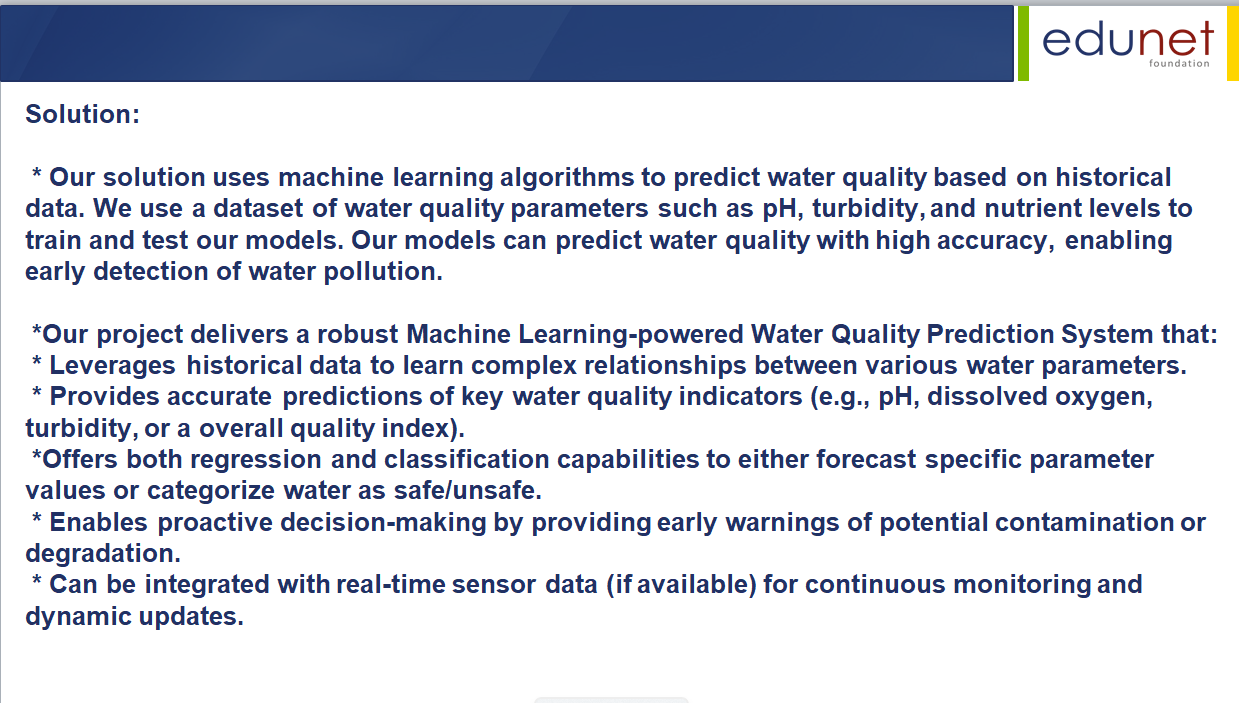 edunet
foundation
Solution:
* Our solution uses machine learning algorithms to predict water quality based on historical
data. We use a dataset of water quality parameters such as pH, turbidity, and nutrient levels to
train and test our models. Our models can predict water quality with high accuracy, enabling
early detection of water pollution.
*Our project delivers a robust Machine Learning-powered Water Quality Prediction System that:
* Leverages historical data to learn complex relationships between various water parameters.
* Provides accurate predictions of key water quality indicators (e.g., pH, dissolved oxygen,
turbidity, or a overall quality index).
*Offers both regression and classification capabilities to either forecast specific parameter
values or categorize water as safe/unsafe.
* Enables proactive decision-making by providing early warnings of potential contamination or
degradation.
* Can be integrated with real-time sensor data (if available) for continuous monitoring and
dynamic updates.